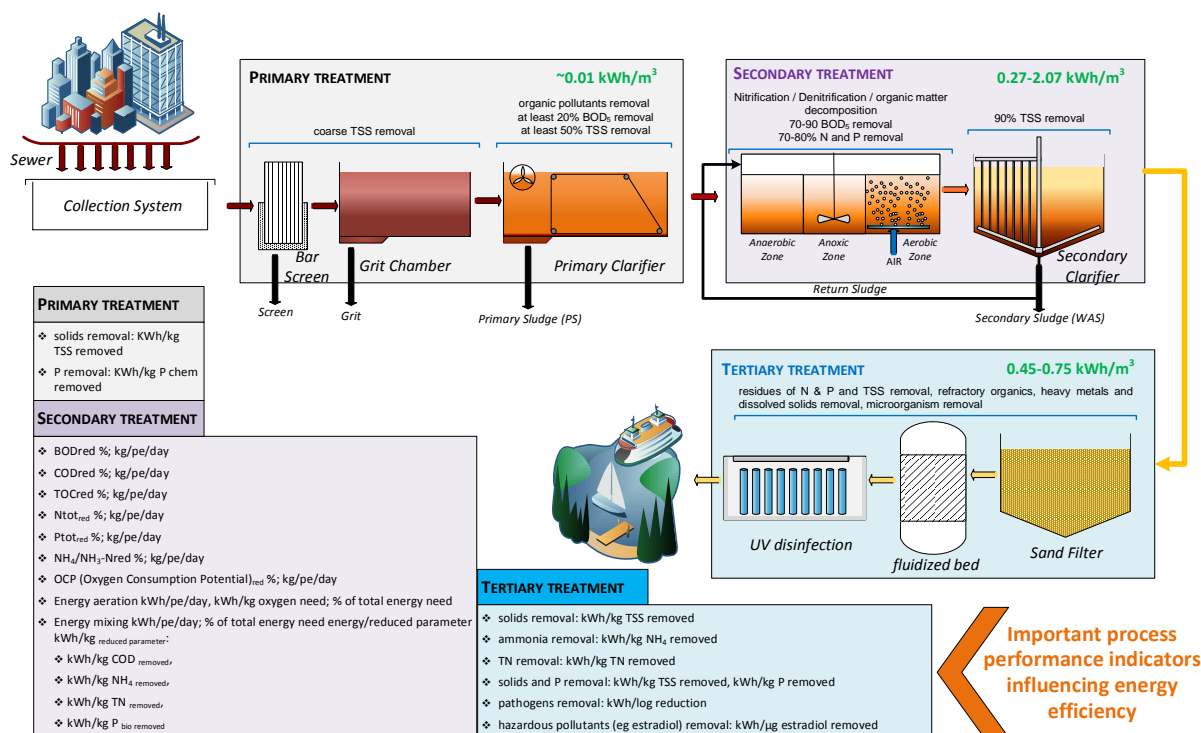 PRIMARY TREATMENT
~0.01 kWh/m³
organic pollutants removal
at least 20% BOD₅ removal
at least 50% TSS removal
coarse TSS removal
Sewer
Collection System
Bar
Screen
Grit Chamber
Primary Clarifier
Screen
Grit
Primary Sludge (PS)
SECONDARY TREATMENT
0.27-2.07 kWh/m³
Nitrification / Denitrification / organic matter
decomposition
70-90 BOD₅ removal
70-80% N and P removal
90% TSS removal
Anaerobic
Zone
Anoxic
Zone
Aerobic
Zone
AIR
Secondary
Clarifier
Return Sludge
Secondary Sludge (WAS)
TERTIARY TREATMENT
0.45-0.75 kWh/m³
residues of N & P and TSS removal, refractory organics, heavy metals and
dissolved solids removal, microorganism removal
UV disinfection
fluidized bed
Sand Filter
PRIMARY TREATMENT
❖ solids removal: KWh/kg
TSS removed
❖ P removal: KWh/kg P chem
removed
SECONDARY TREATMENT
❖ BODred %; kg/pe/day
❖ CODred %; kg/pe/day
❖ TOCred %; kg/pe/day
❖ Ntotred %; kg/pe/day
❖ Ptotred %; kg/pe/day
❖ NH₄/NH₃-Nred %; kg/pe/day
❖ OCP (Oxygen Consumption Potential)red %; kg/pe/day
❖ Energy aeration kWh/pe/day, kWh/kg oxygen need; % of total energy need
❖ Energy mixing kWh/pe/day; % of total energy need energy/reduced parameter
kWh/kg reduced parameter:
❖ kWh/kg COD removed,
❖ kWh/kg NH₄ removed,
❖ kWh/kg TN removed,
❖ kWh/kg P bio removed
TERTIARY TREATMENT
❖ solids removal: kWh/kg TSS removed
❖ ammonia removal: kWh/kg NH₄ removed
❖ TN removal: kWh/kg TN removed
❖ solids and P removal: kWh/kg TSS removed, kWh/kg P removed
❖ pathogens removal: kWh/log reduction
❖ hazardous pollutants (eg estradiol) removal: kWh/µg estradiol removed
Important process
performance indicators
influencing energy
efficiency